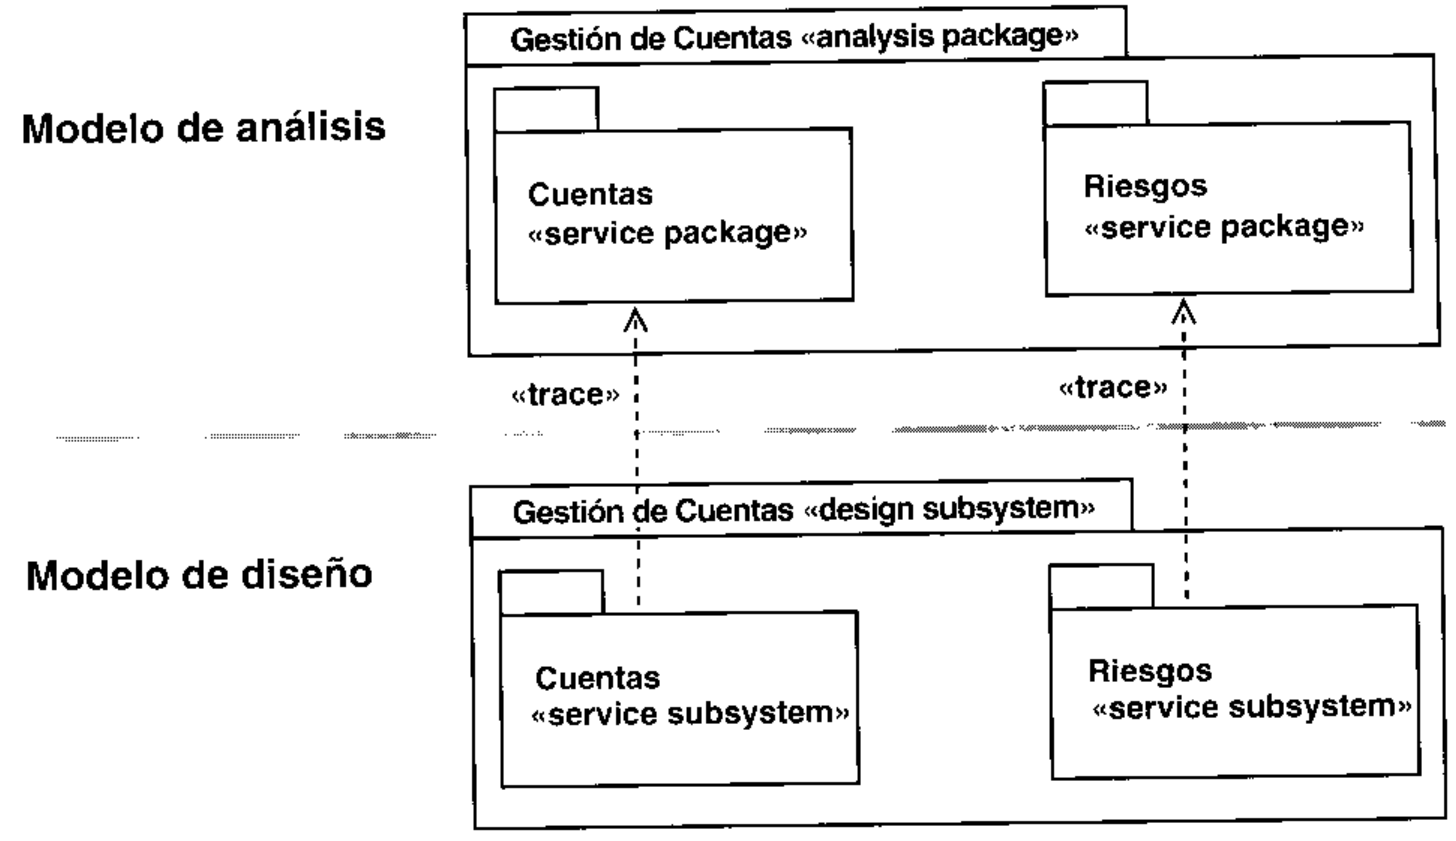 Gestión de Cuentas «analysis package»
Modelo de análisis
Cuentas
«service package»
Riesgos
«service package»
«trace»
«trace»
Gestión de Cuentas «design subsystem»
Modelo de diseño
Cuentas
«service subsystem»
Riesgos
«service subsystem»